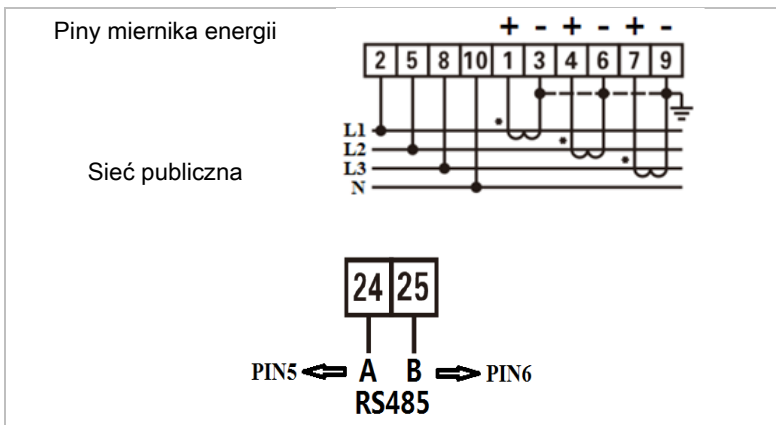 Piny miernika energii
+ - + - + -
2 5 8 10 1 3 4 6 7 9
L1
L2
Sieć publiczna
L3
N
24 25
PIN5 A B PIN6
RS485